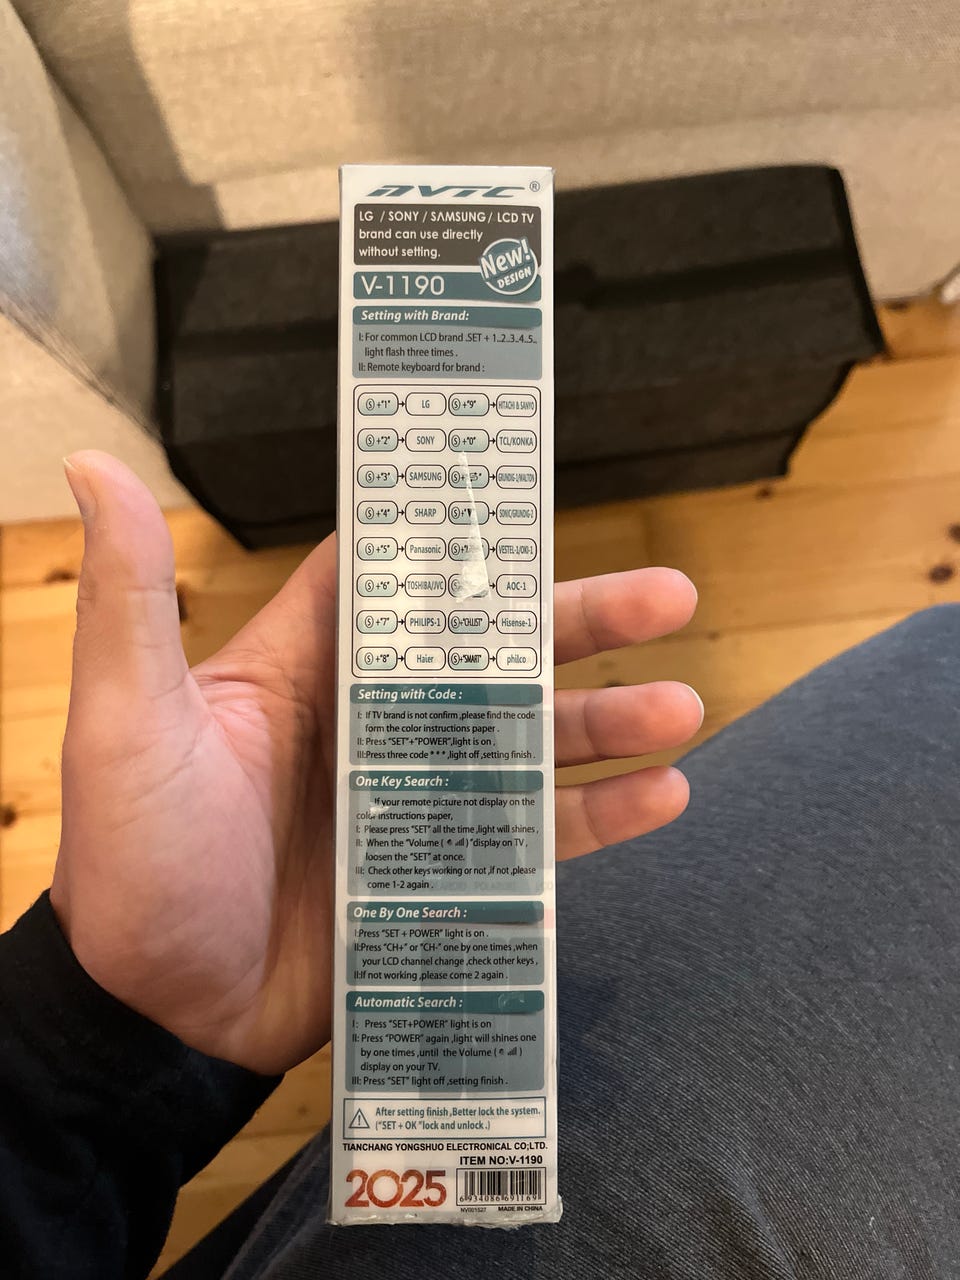 AVTC®
LG / SONY / SAMSUNG / LCD TV
brand can use directly
without setting.
New!
DESIGN
V-1190
Setting with Brand:
I: For common LCD brand .SET + 1..2..3..4..5..
light flash three times .
II: Remote keyboard for brand :
Ⓢ+"1" → LG Ⓢ+"9" → HITACHI & SANYO
Ⓢ+"2" → SONY Ⓢ+"0" → TCL/KONKA
Ⓢ+"3" → SAMSUNG → GRUNDIG-1/WALTON
Ⓢ+"4" → SHARP → SONIC/GRUNDIG-2
Ⓢ+"5" → Panasonic → VESTEL-1/ONI-1
Ⓢ+"6" → TOSHIBA/JVC → AOC-1
Ⓢ+"7" → PHILIPS-1 Ⓢ+"CH.LIST" → Hisense-1
Ⓢ+"8" → Haier Ⓢ+"SMART" → philco
Setting with Code :
I: If TV brand is not confirm ,please find the code
form the color instructions paper .
II: Press "SET"+"POWER",light is on ,
III:Press three code * * * ,light off ,setting finish .
One Key Search :
If your remote picture not display on the
color instructions paper,
I: Please press "SET" all the time ,light will shines ,
II: When the "Volume ( )"display on TV ,
loosen the "SET" at once.
III: Check other keys working or not ,if not ,please
come 1-2 again .
One By One Search :
I:Press "SET + POWER" light is on .
II:Press "CH+" or "CH-" one by one times ,when
your LCD channel change ,check other keys ,
II:If not working ,please come 2 again .
Automatic Search :
I: Press "SET+POWER" light is on
II: Press "POWER" again ,light will shines one
by one times ,until the Volume ( )
display on your TV.
III: Press "SET" light off ,setting finish .
After setting finish ,Better lock the system.
("SET + OK "lock and unlock .)
TIANCHANG YONGSHUO ELECTRONICAL CO;LTD.
ITEM NO:V-1190
2025
6 934086 691169
NV001527 MADE IN CHINA